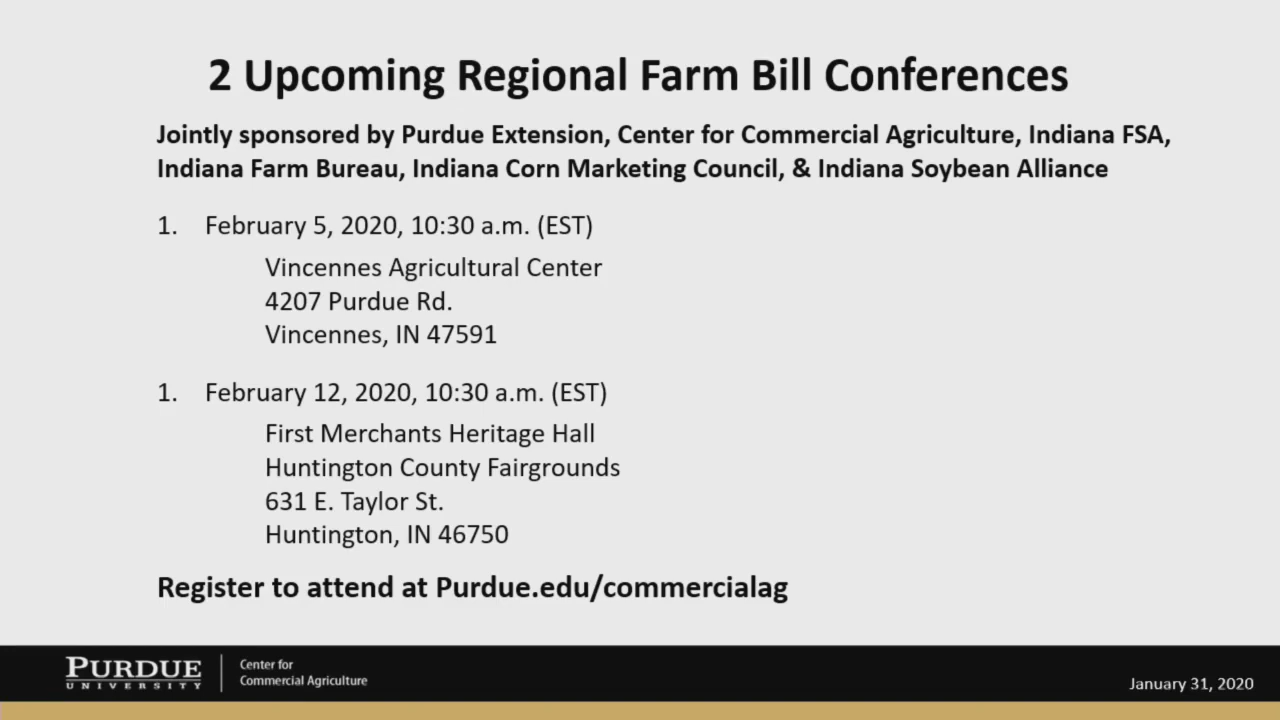 2 Upcoming Regional Farm Bill Conferences
Jointly sponsored by Purdue Extension, Center for Commercial Agriculture, Indiana FSA,
Indiana Farm Bureau, Indiana Corn Marketing Council, & Indiana Soybean Alliance
1. February 5, 2020, 10:30 a.m. (EST)
Vincennes Agricultural Center
4207 Purdue Rd.
Vincennes, IN 47591
1. February 12, 2020, 10:30 a.m. (EST)
First Merchants Heritage Hall
Huntington County Fairgrounds
631 E. Taylor St.
Huntington, IN 46750
Register to attend at Purdue.edu/commercialag
PURDUE
UNIVERSITY
Center for
Commercial Agriculture
January 31, 2020